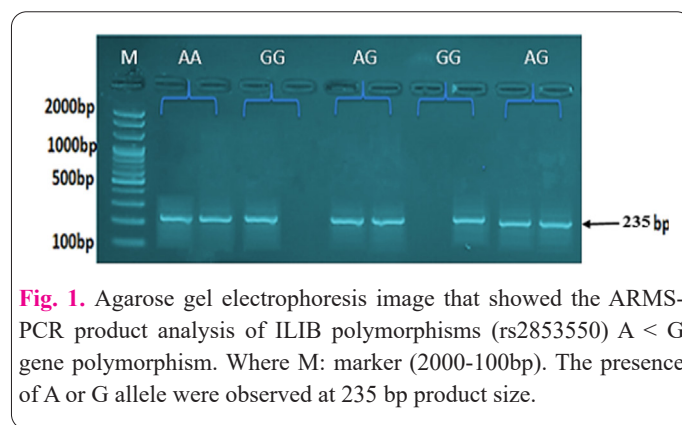 M AA GG AG GG AG
2000bp
1000bp
500bp
100bp
235 bp
Fig. 1. Agarose gel electrophoresis image that showed the ARMS-
PCR product analysis of ILIB polymorphisms (rs2853550) A < G
gene polymorphism. Where M: marker (2000-100bp). The presence
of A or G allele were observed at 235 bp product size.